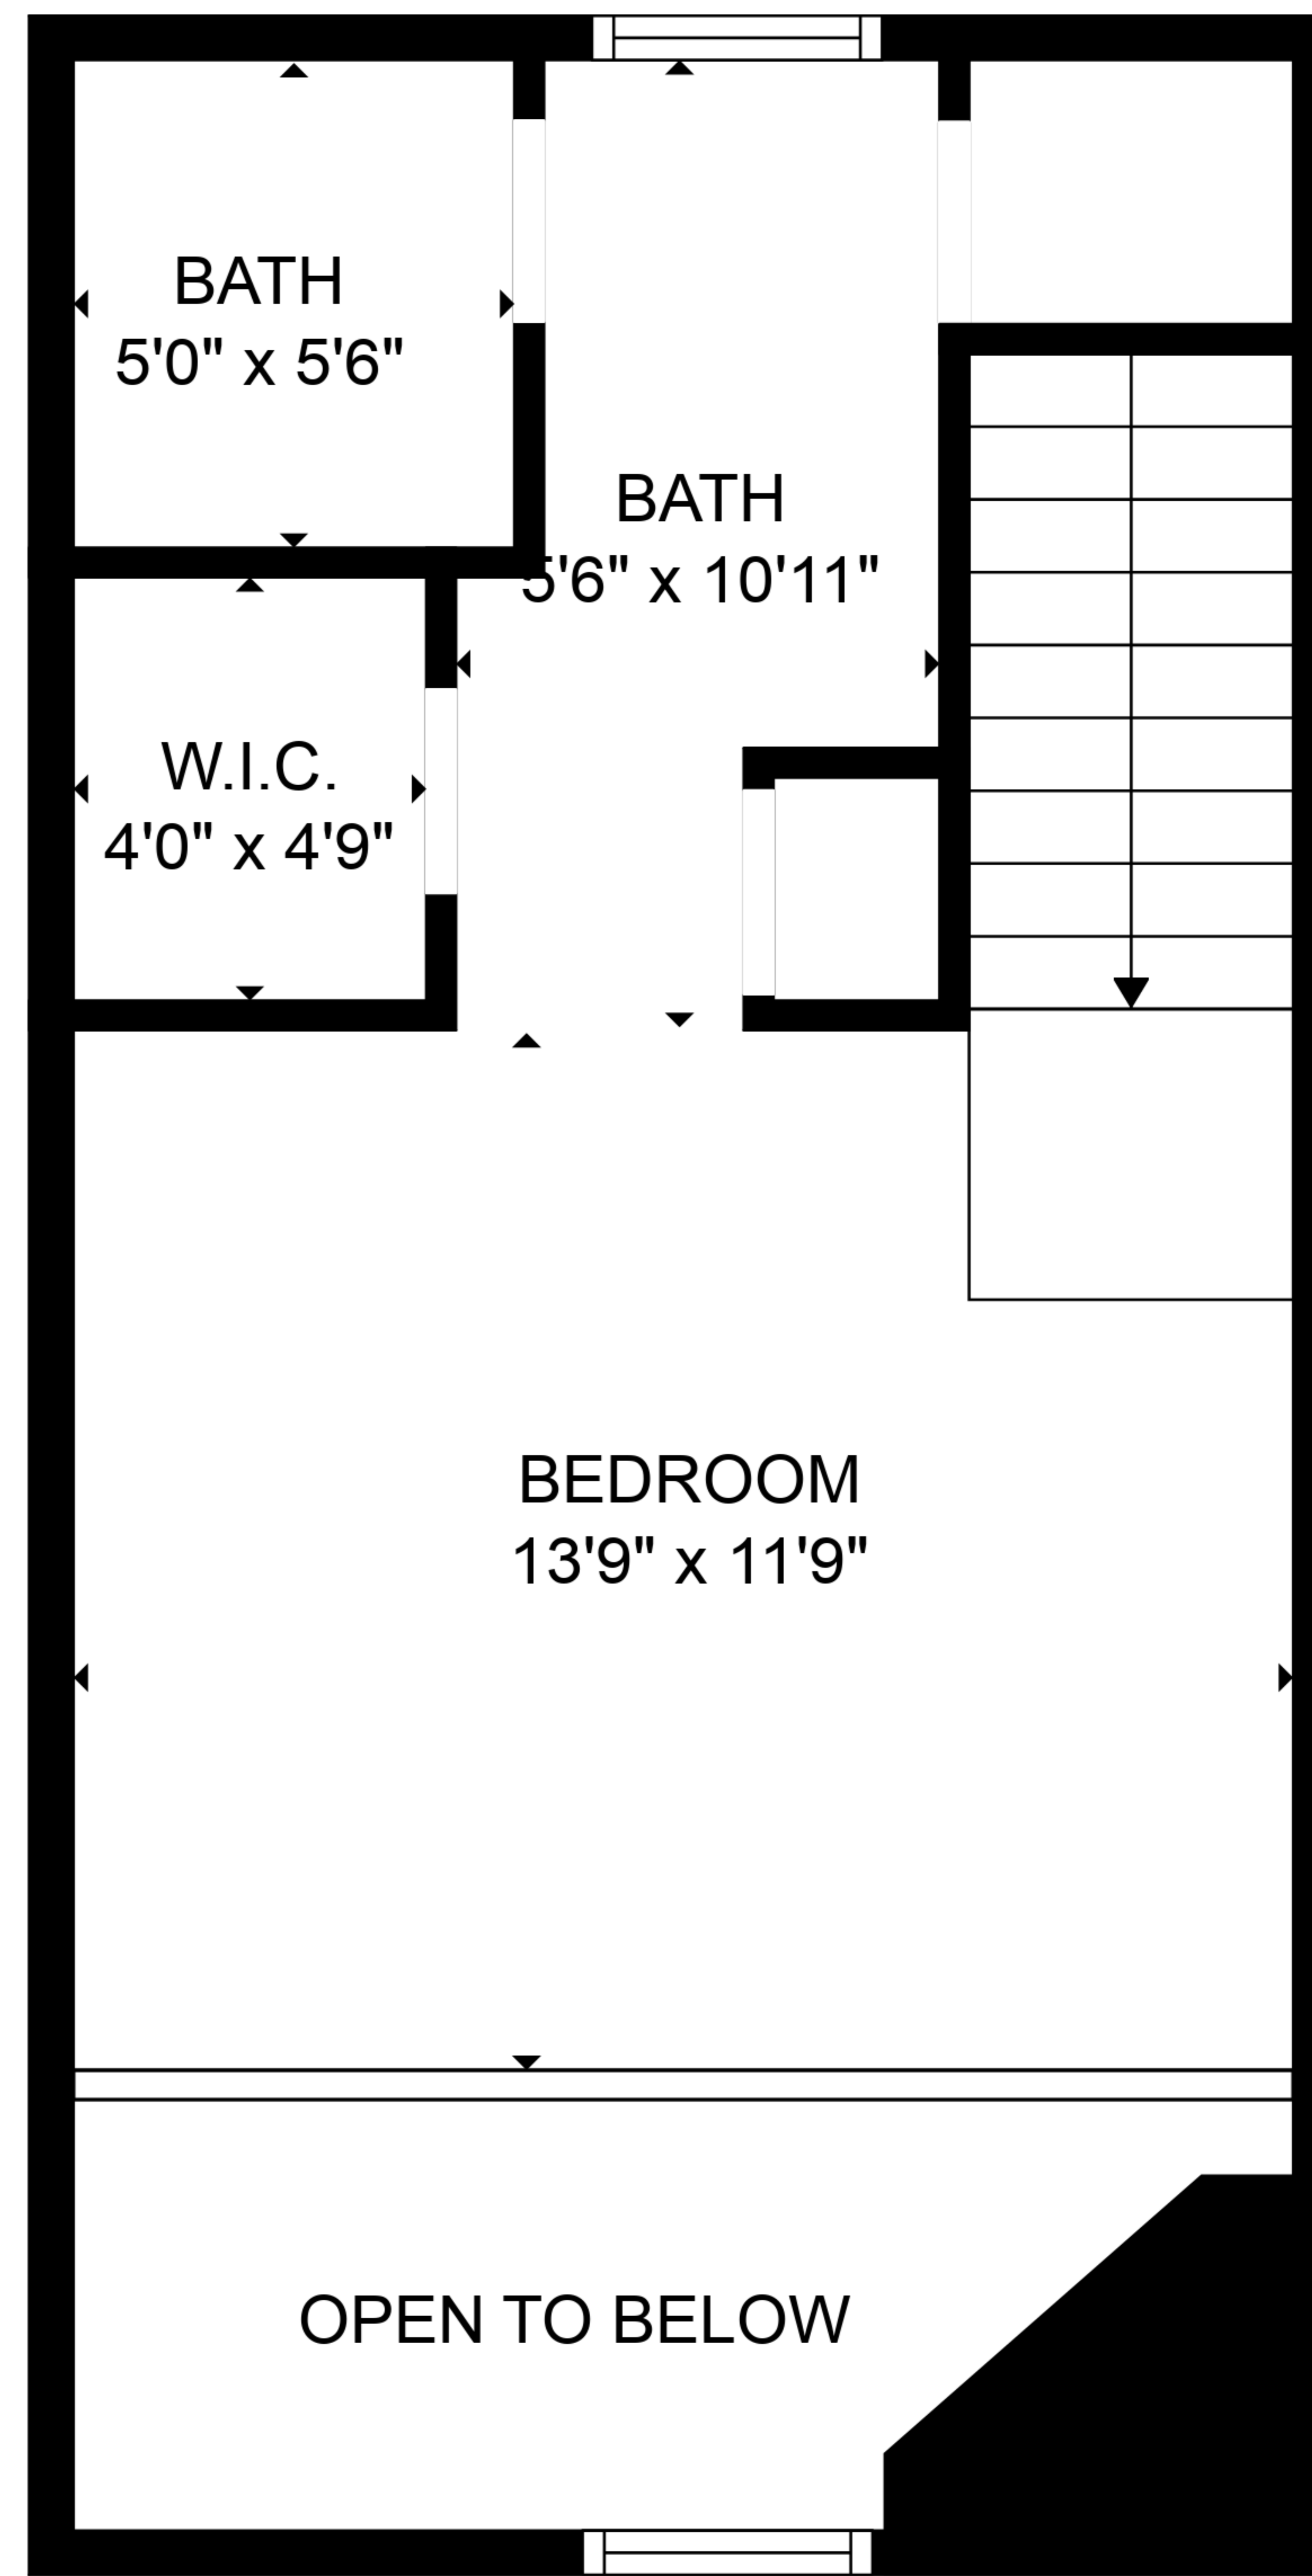 BATH
5'0" x 5'6"
BATH
5'6" x 10'11"
W.I.C.
4'0" x 4'9"
BEDROOM
13'9" x 11'9"
OPEN TO BELOW